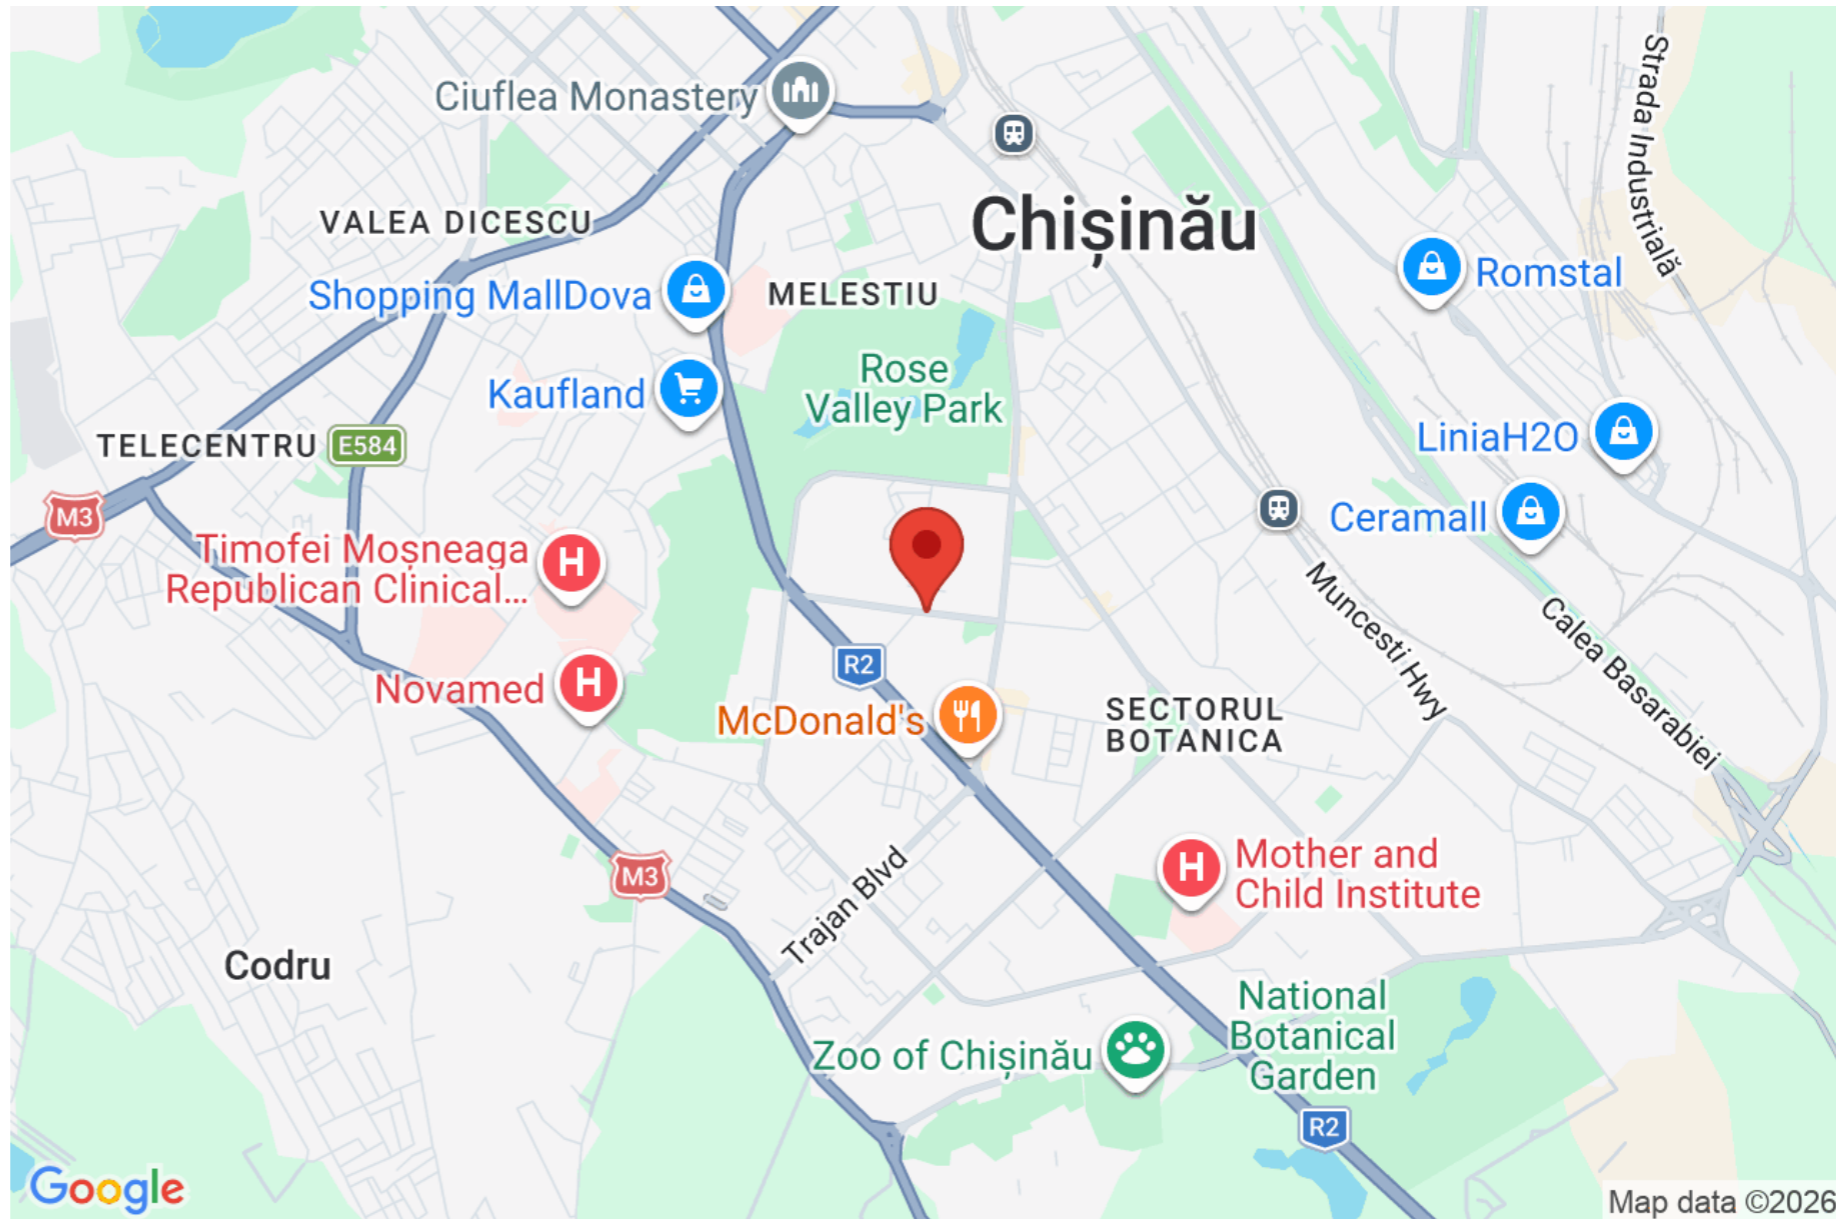 Ciuflea Monastery
Strada Industrială
VALEA DICESCU
Chișinău
Shopping MallDova
MELESTIU
Romstal
Rose
Valley Park
Kaufland
TELECENTRU
E584
LiniaH2O
M3
Ceramall
Timofei Moșneaga
Republican Clinical...
H
Muncesti Hwy
Calea Basarabiei
R2
Novamed
H
McDonald's
SECTORUL
BOTANICA
M3
Trajan Blvd
H
Mother and
Child Institute
Codru
National
Botanical
Garden
Zoo of Chișinău
R2
Google
Map data ©2026